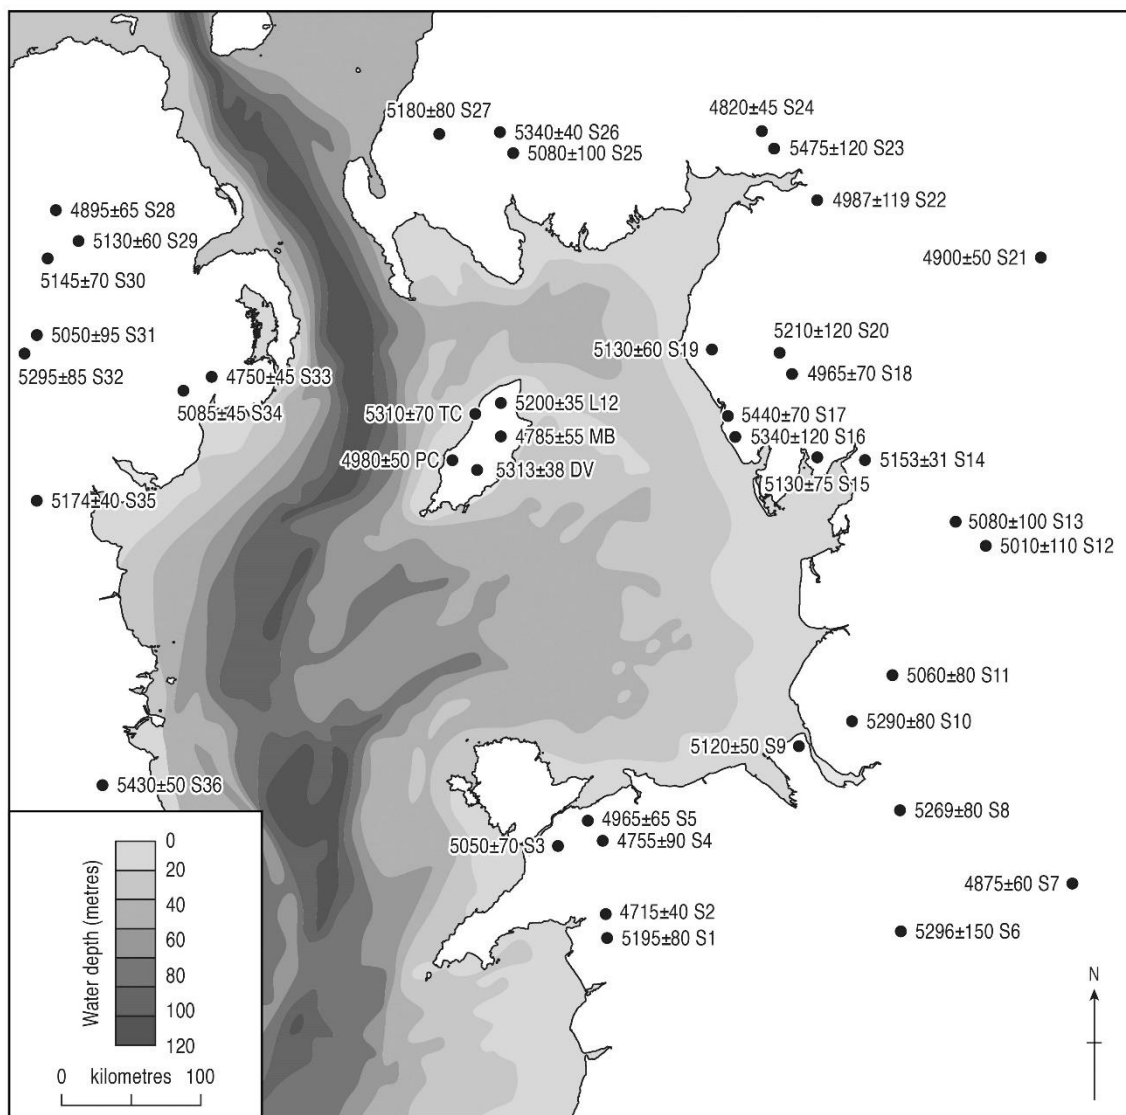 5180±80 S27
5340±40 S26
5080±100 S25
4820±45 S24
5475±120 S23
4987±119 S22
4895±65 S28
5130±60 S29
5145±70 S30
4900±50 S21
5050±95 S31
5295±85 S32
4750±45 S33
5085±45 S34
5210±120 S20
5130±60 S19
4965±70 S18
5310±70 TC
5200±35 L12
4785±55 MB
4980±50 PC
5313±38 DV
5440±70 S17
5340±120 S16
5153±31 S14
5130±75 S15
5174±40 S35
5080±100 S13
5010±110 S12
5060±80 S11
5290±80 S10
5120±50 S9
5430±50 S36
5269±80 S8
4965±65 S5
4755±90 S4
5050±70 S3
4875±60 S7
4715±40 S2
5195±80 S1
5296±150 S6
Water depth (metres)
0
20
40
60
80
100
120
0 kilometres 100
N